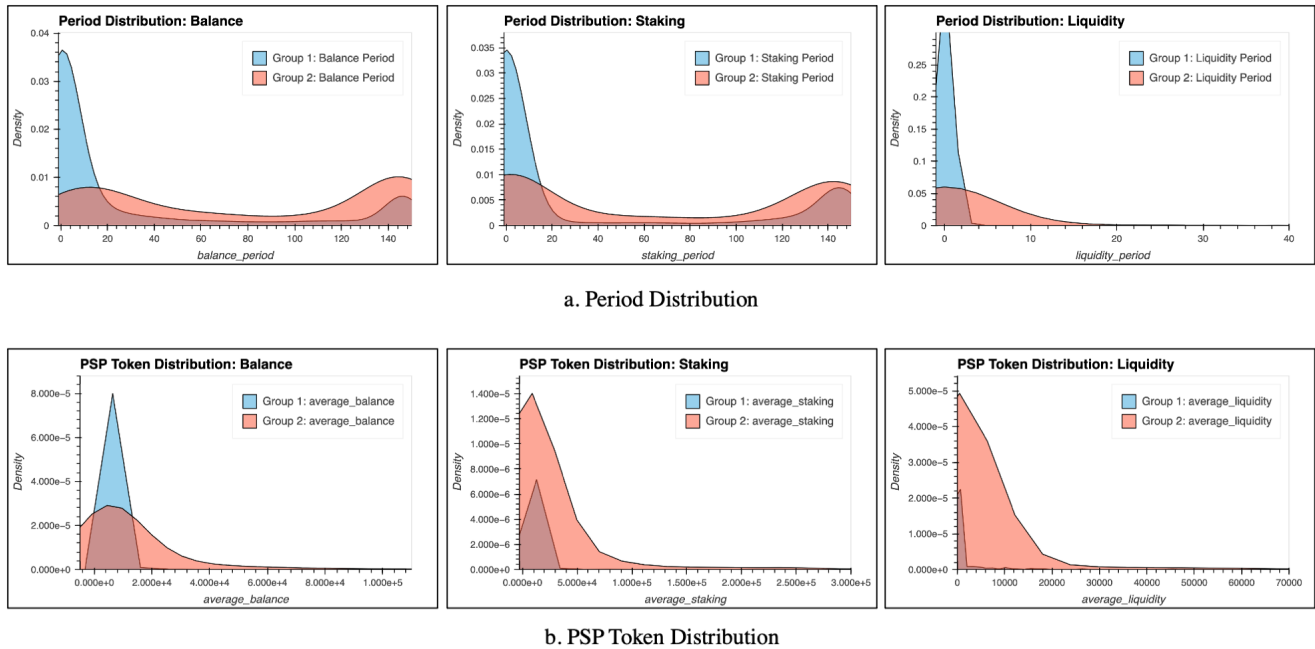 Period Distribution: Balance
0.04
0.03
0.02
0.01
0
Density
Group 1: Balance Period
Group 2: Balance Period
0 20 40 60 80 100 120 140
balance_period
Period Distribution: Staking
0.035
0.03
0.025
0.02
0.015
0.01
0.005
0
Density
Group 1: Staking Period
Group 2: Staking Period
0 20 40 60 80 100 120 140
staking_period
Period Distribution: Liquidity
0.25
0.2
0.15
0.1
0.05
0
Density
Group 1: Liquidity Period
Group 2: Liquidity Period
0 10 20 30 40
liquidity_period
a. Period Distribution
PSP Token Distribution: Balance
8.000e−5
6.000e−5
4.000e−5
2.000e−5
0.000e+0
Density
Group 1: average_balance
Group 2: average_balance
0.000e+0 2.000e+4 4.000e+4 6.000e+4 8.000e+4 1.000e+5
average_balance
PSP Token Distribution: Staking
1.400e−5
1.200e−5
1.000e−5
8.000e−6
6.000e−6
4.000e−6
2.000e−6
0.000e+0
Density
Group 1: average_staking
Group 2: average_staking
0.000e+0 5.000e+4 1.000e+5 1.500e+5 2.000e+5 2.500e+5 3.000e+5
average_staking
PSP Token Distribution: Liquidity
5.000e−5
4.000e−5
3.000e−5
2.000e−5
1.000e−5
0.000e+0
Density
Group 1: average_liquidity
Group 2: average_liquidity
0 10000 20000 30000 40000 50000 60000 70000
average_liquidity
b. PSP Token Distribution